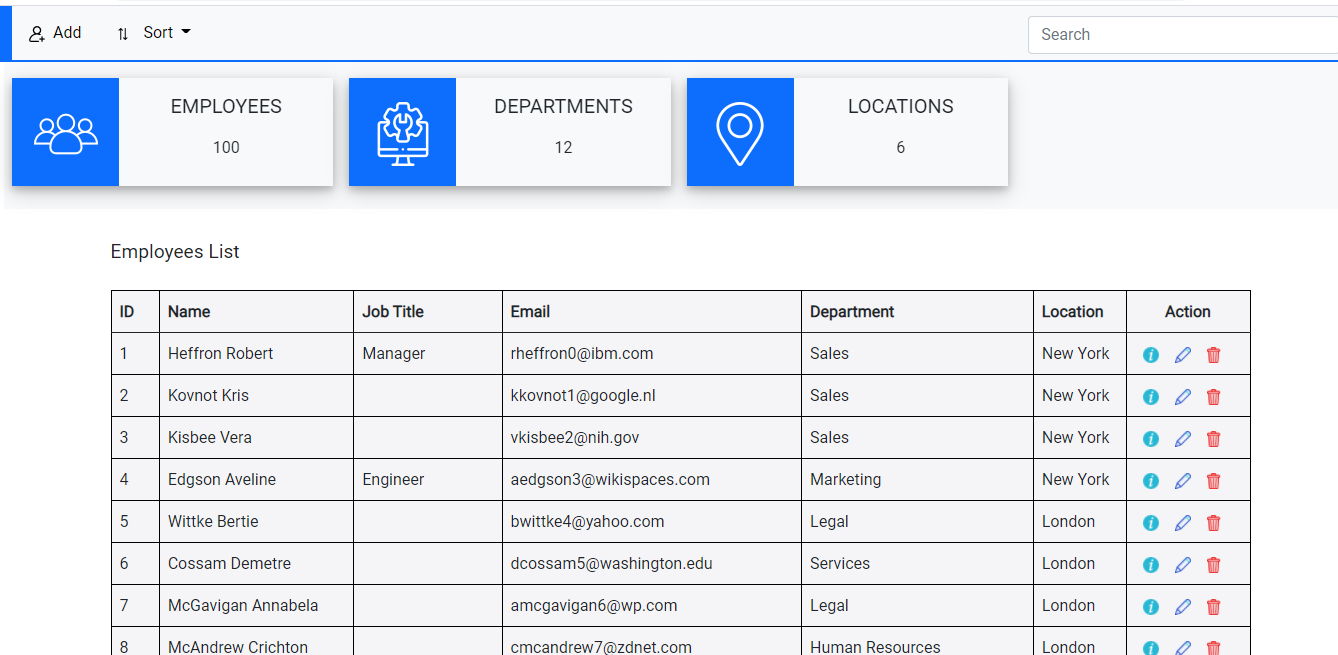 Add Sort Search
EMPLOYEES DEPARTMENTS LOCATIONS
100 12 6
Employees List
ID Name Job Title Email Department Location Action
1 Heffron Robert Manager rheffron0@ibm.com Sales New York
2 Kovnot Kris kkovnot1@google.nl Sales New York
3 Kisbee Vera vkisbee2@nih.gov Sales New York
4 Edgson Aveline Engineer aedgson3@wikispaces.com Marketing New York
5 Wittke Bertie bwittke4@yahoo.com Legal London
6 Cossam Demetre dcossam5@washington.edu Services London
7 McGavigan Annabela amcgavigan6@wp.com Legal London
8 McAndrew Crichton cmcandrew7@zdnet.com Human Resources London